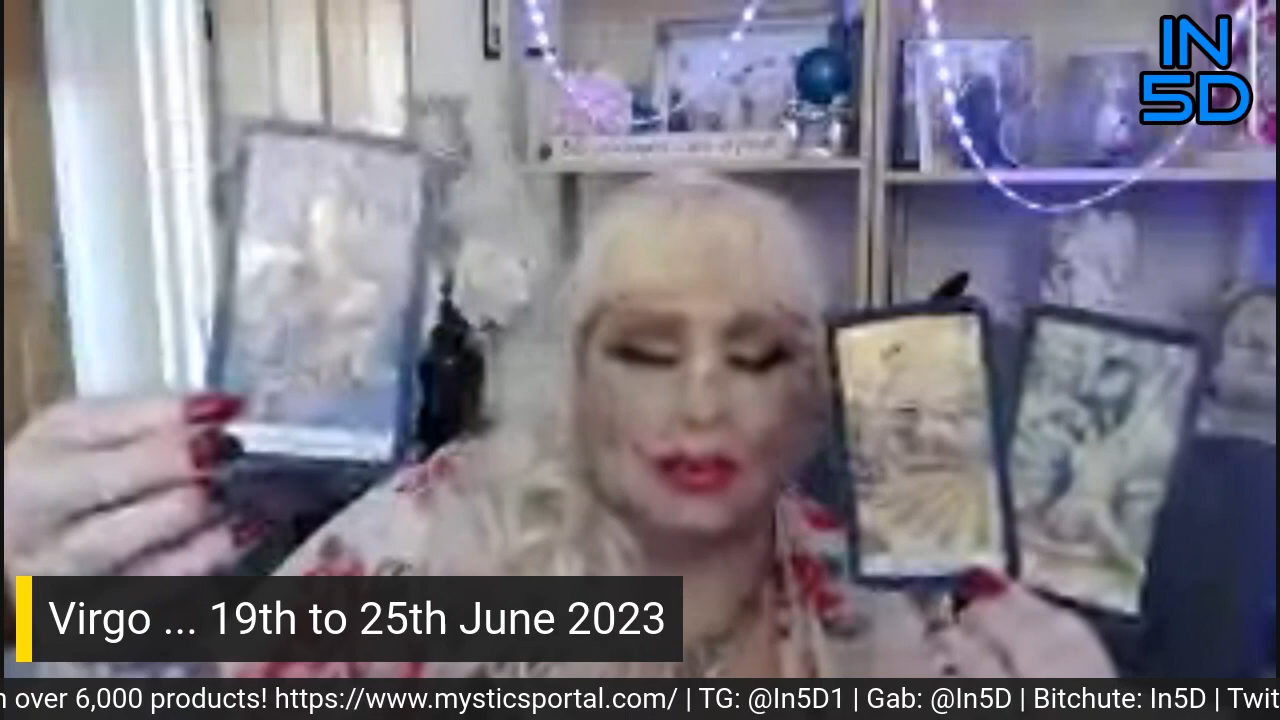 IN
5D
Virgo ... 19th to 25th June 2023
n over 6,000 products! https://www.mysticsportal.com/ | TG: @In5D1 | Gab: @In5D | Bitchute: In5D | Twit